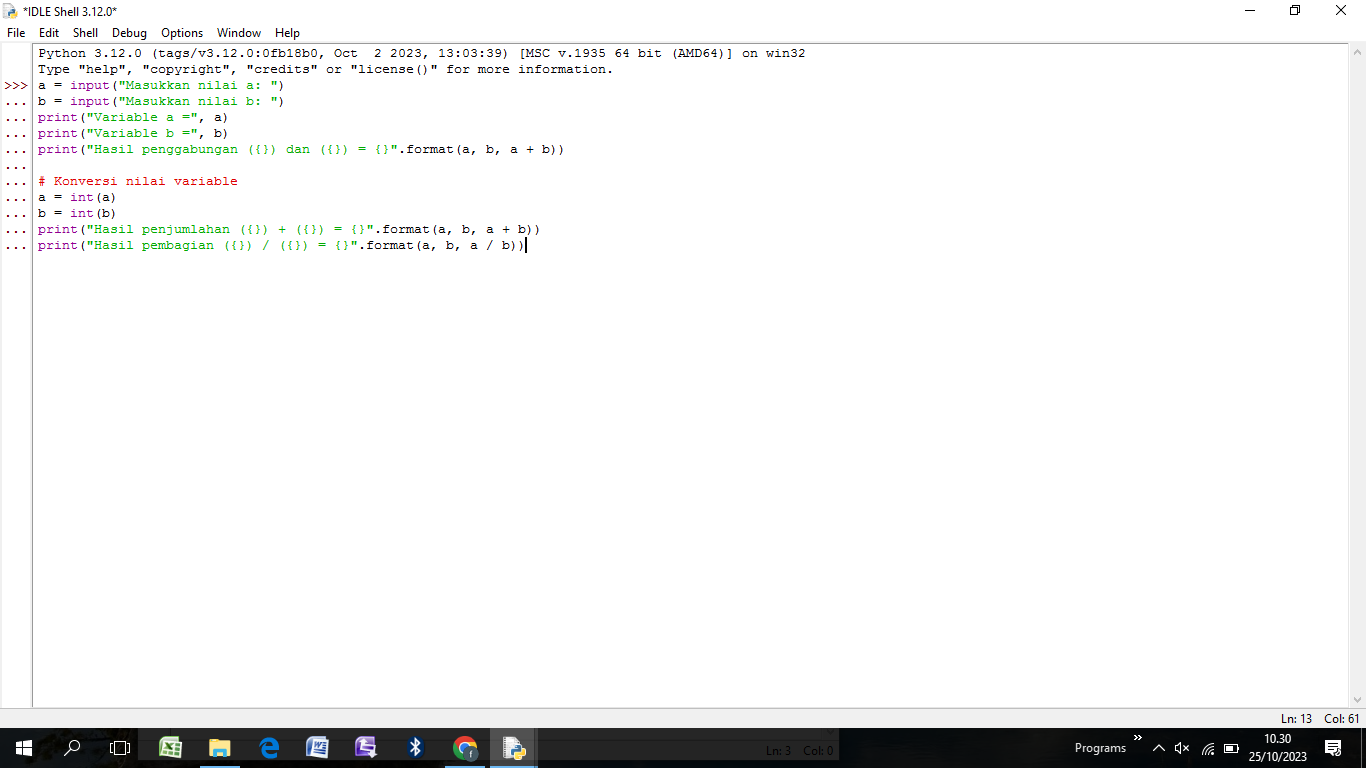 *IDLE Shell 3.12.0*
File Edit Shell Debug Options Window Help
Python 3.12.0 (tags/v3.12.0:0fb18b0, Oct  2 2023, 13:03:39) [MSC v.1935 64 bit (AMD64)] on win32
Type "help", "copyright", "credits" or "license()" for more information.
>>> a = input("Masukkan nilai a: ")
... b = input("Masukkan nilai b: ")
... print("Variable a =", a)
... print("Variable b =", b)
... print("Hasil penggabungan ({}) dan ({}) = {}".format(a, b, a + b))
...
... # Konversi nilai variable
... a = int(a)
... b = int(b)
... print("Hasil penjumlahan ({}) + ({}) = {}".format(a, b, a + b))
... print("Hasil pembagian ({}) / ({}) = {}".format(a, b, a / b))
Ln: 13 Col: 61
Ln: 3 Col: 0
Programs
10.30
25/10/2023